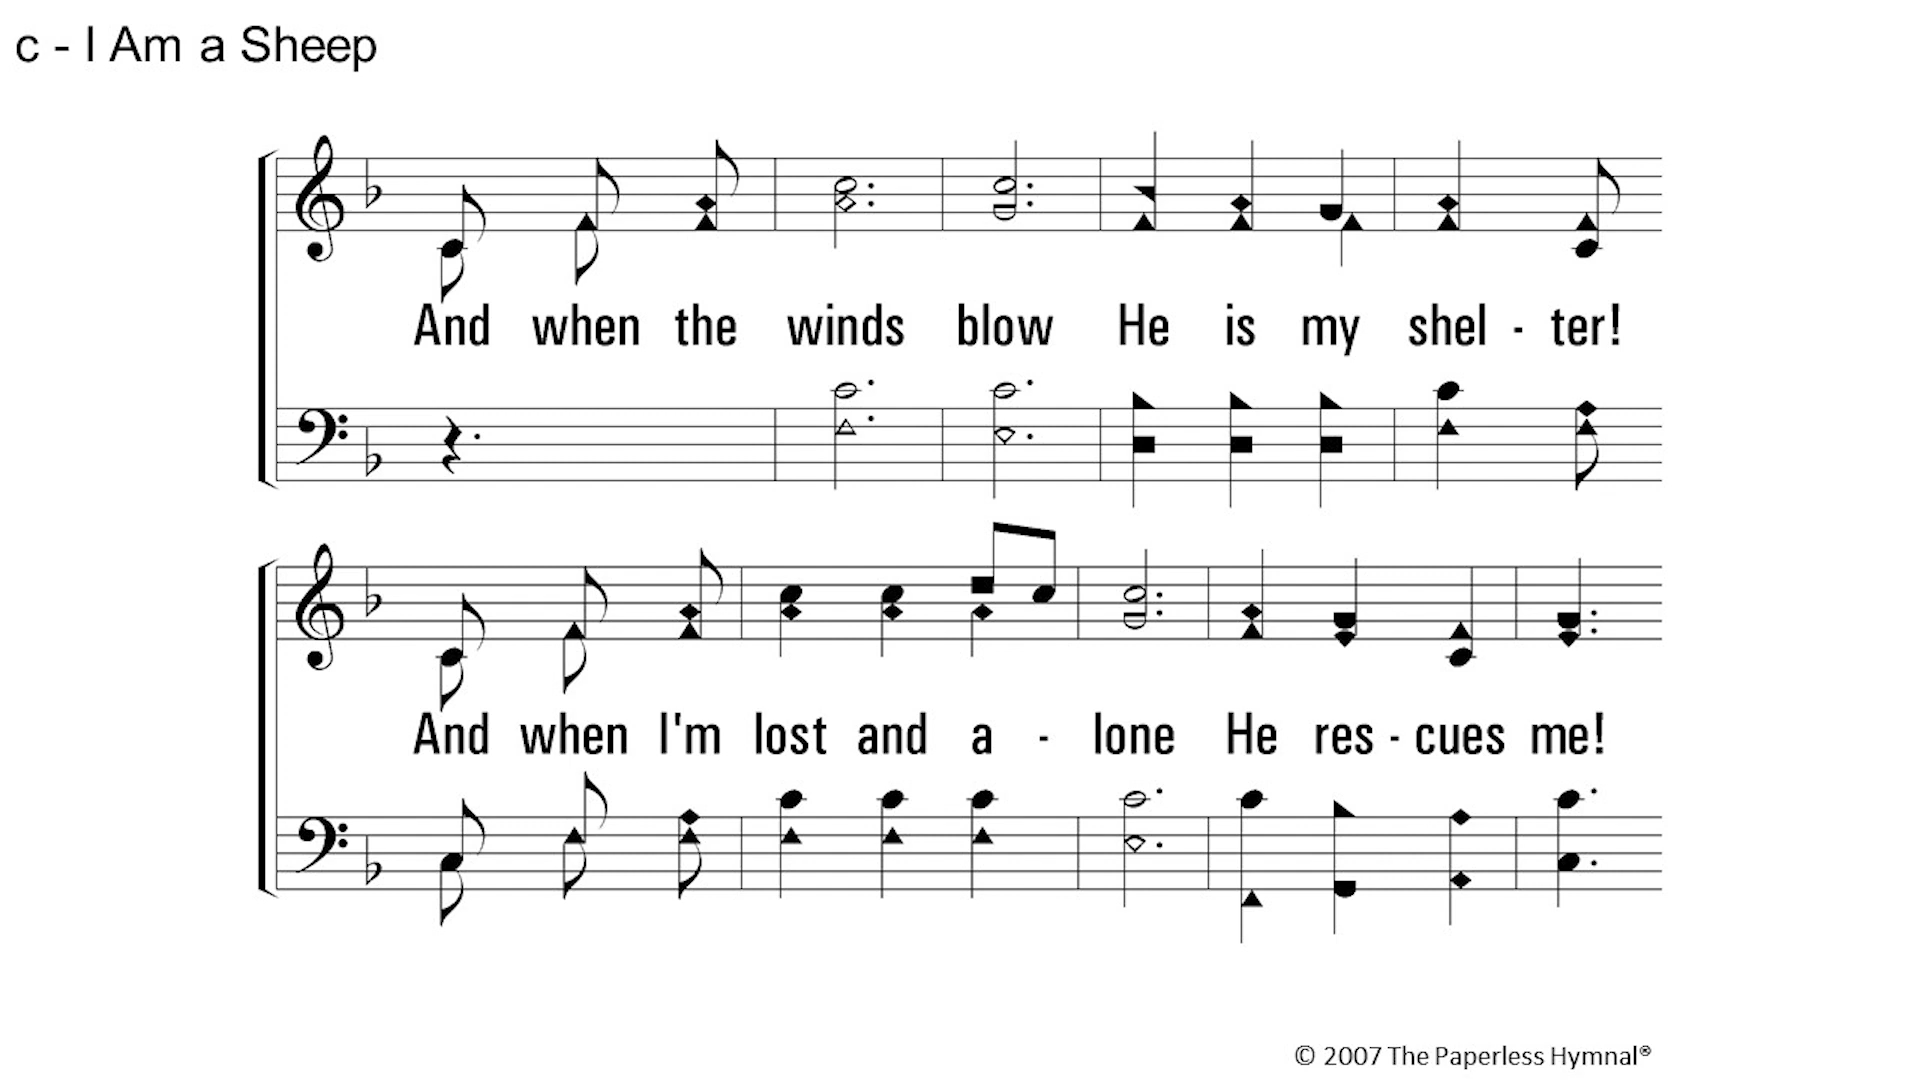 c - I Am a Sheep
And when the winds blow He is my shel - ter!
And when I'm lost and a - lone He res - cues me!
© 2007 The Paperless Hymnal®